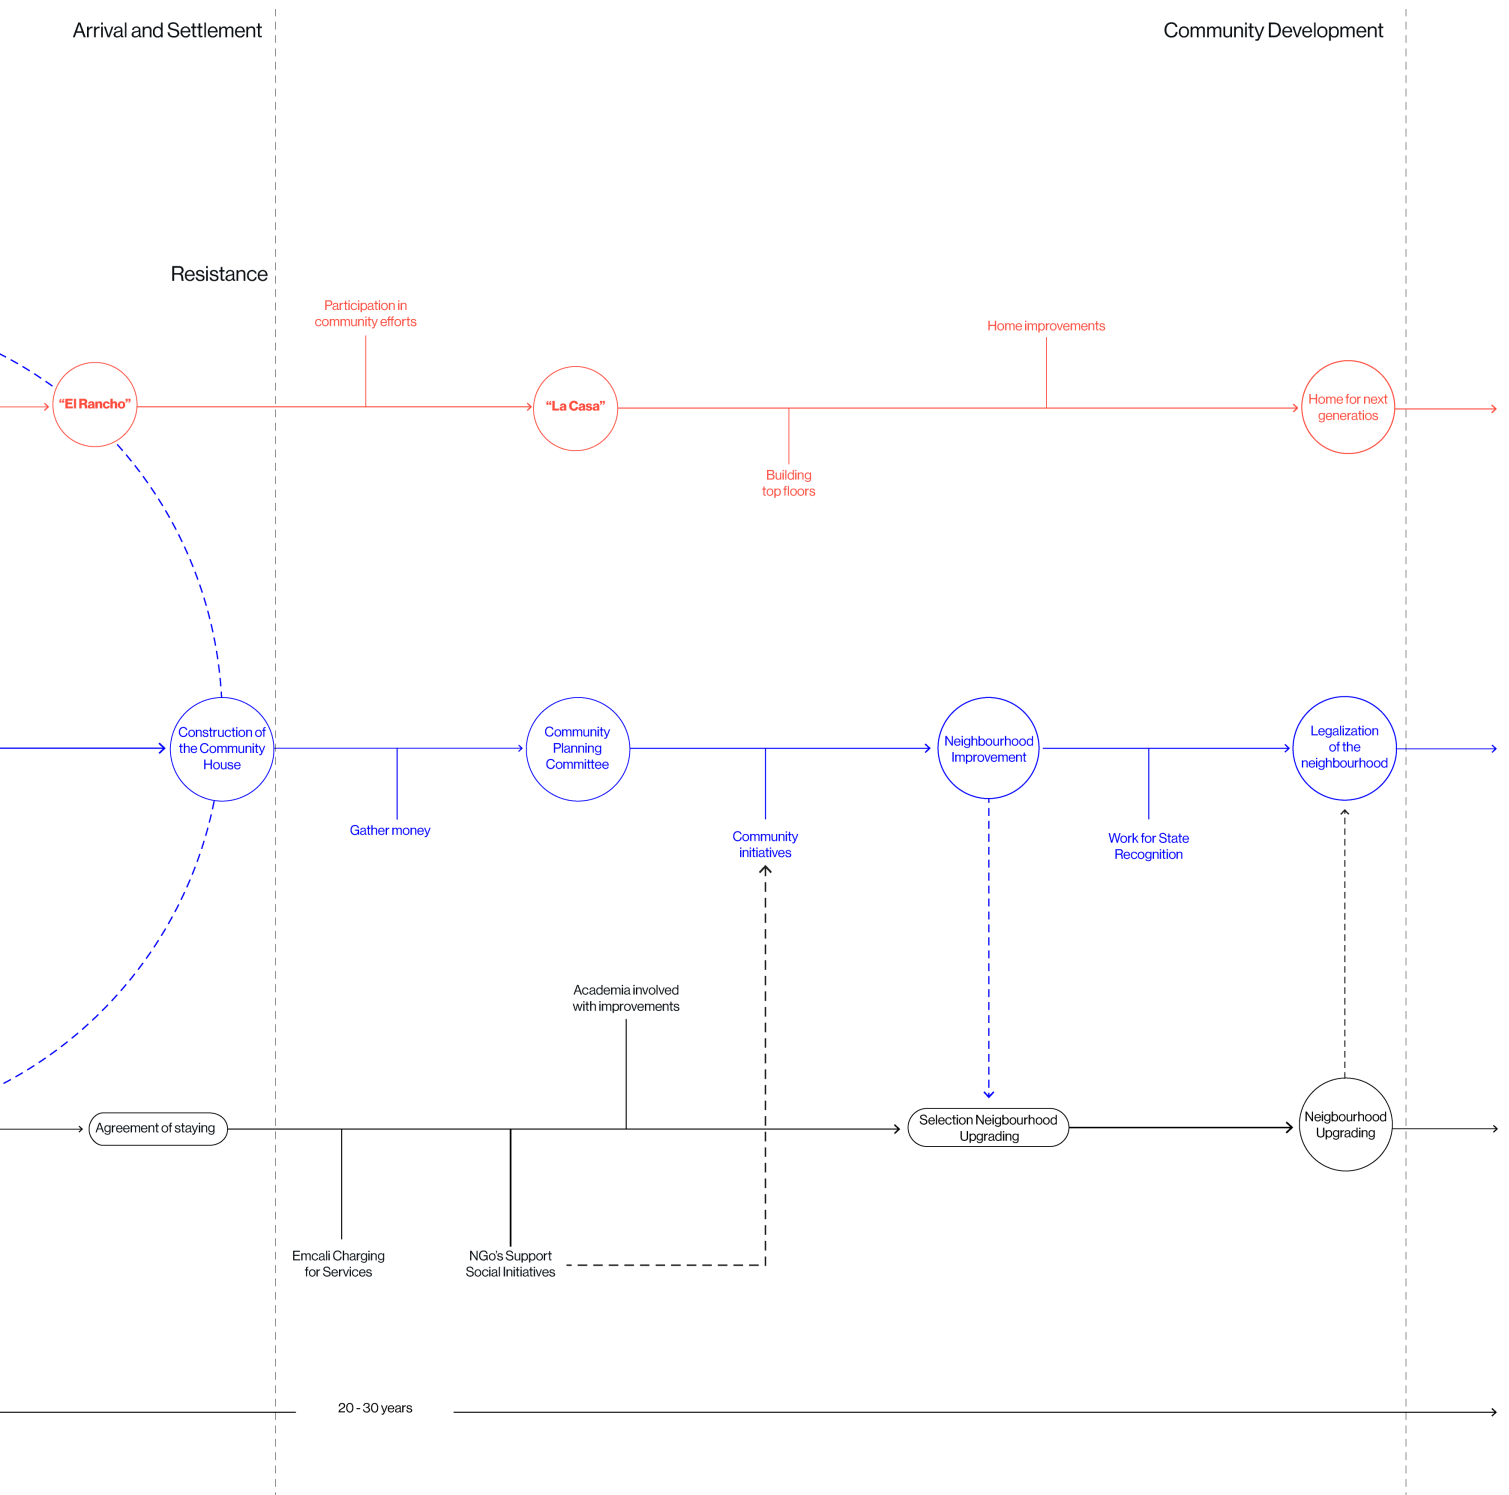 Arrival and Settlement
Community Development
Resistance
Participation in
community efforts
Home improvements
“El Rancho”
“La Casa”
Home for next
generatios
Building
top floors
Construction of
the Community
House
Community
Planning
Committee
Neighbourhood
Improvement
Legalization
of the
neighbourhood
Gather money
Community
initiatives
Work for State
Recognition
Academia involved
with improvements
Agreement of staying
Selection Neigbourhood
Upgrading
Neigbourhood
Upgrading
Emcali Charging
for Services
NGo's Support
Social Initiatives
20 - 30 years